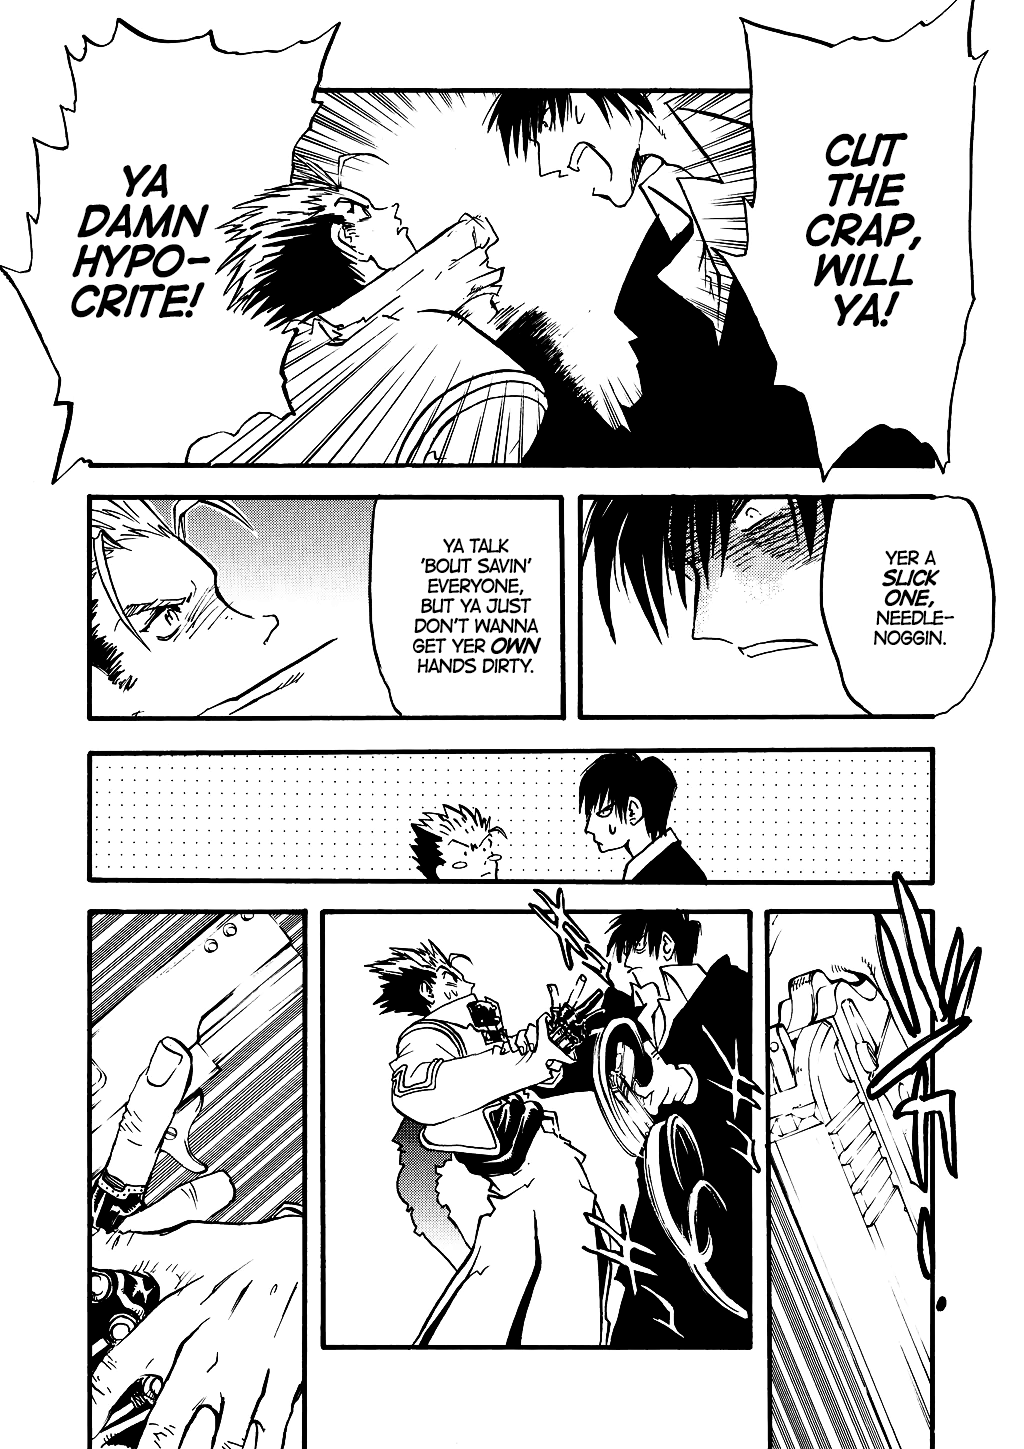 CUT
THE
CRAP,
WILL
YA!
YA
DAMN
HYPO-
CRITE!
YER A
SLICK
ONE,
NEEDLE-
NOGGIN.
YA TALK
'BOUT SAVIN'
EVERYONE,
BUT YA JUST
DON'T WANNA
GET YER OWN
HANDS DIRTY.